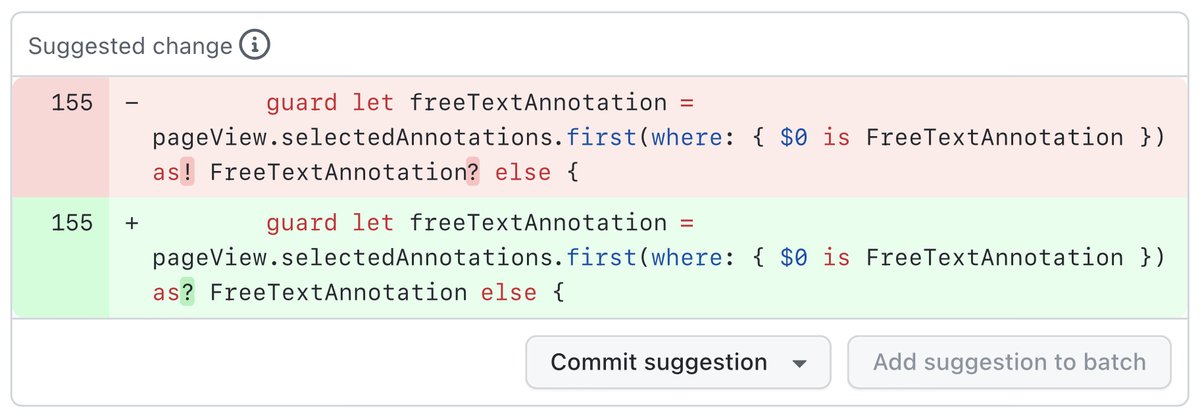 Suggested change
155 - guard let freeTextAnnotation =
pageView.selectedAnnotations.first(where: { $0 is FreeTextAnnotation })
as! FreeTextAnnotation? else {
155 + guard let freeTextAnnotation =
pageView.selectedAnnotations.first(where: { $0 is FreeTextAnnotation })
as? FreeTextAnnotation else {
Commit suggestion
Add suggestion to batch